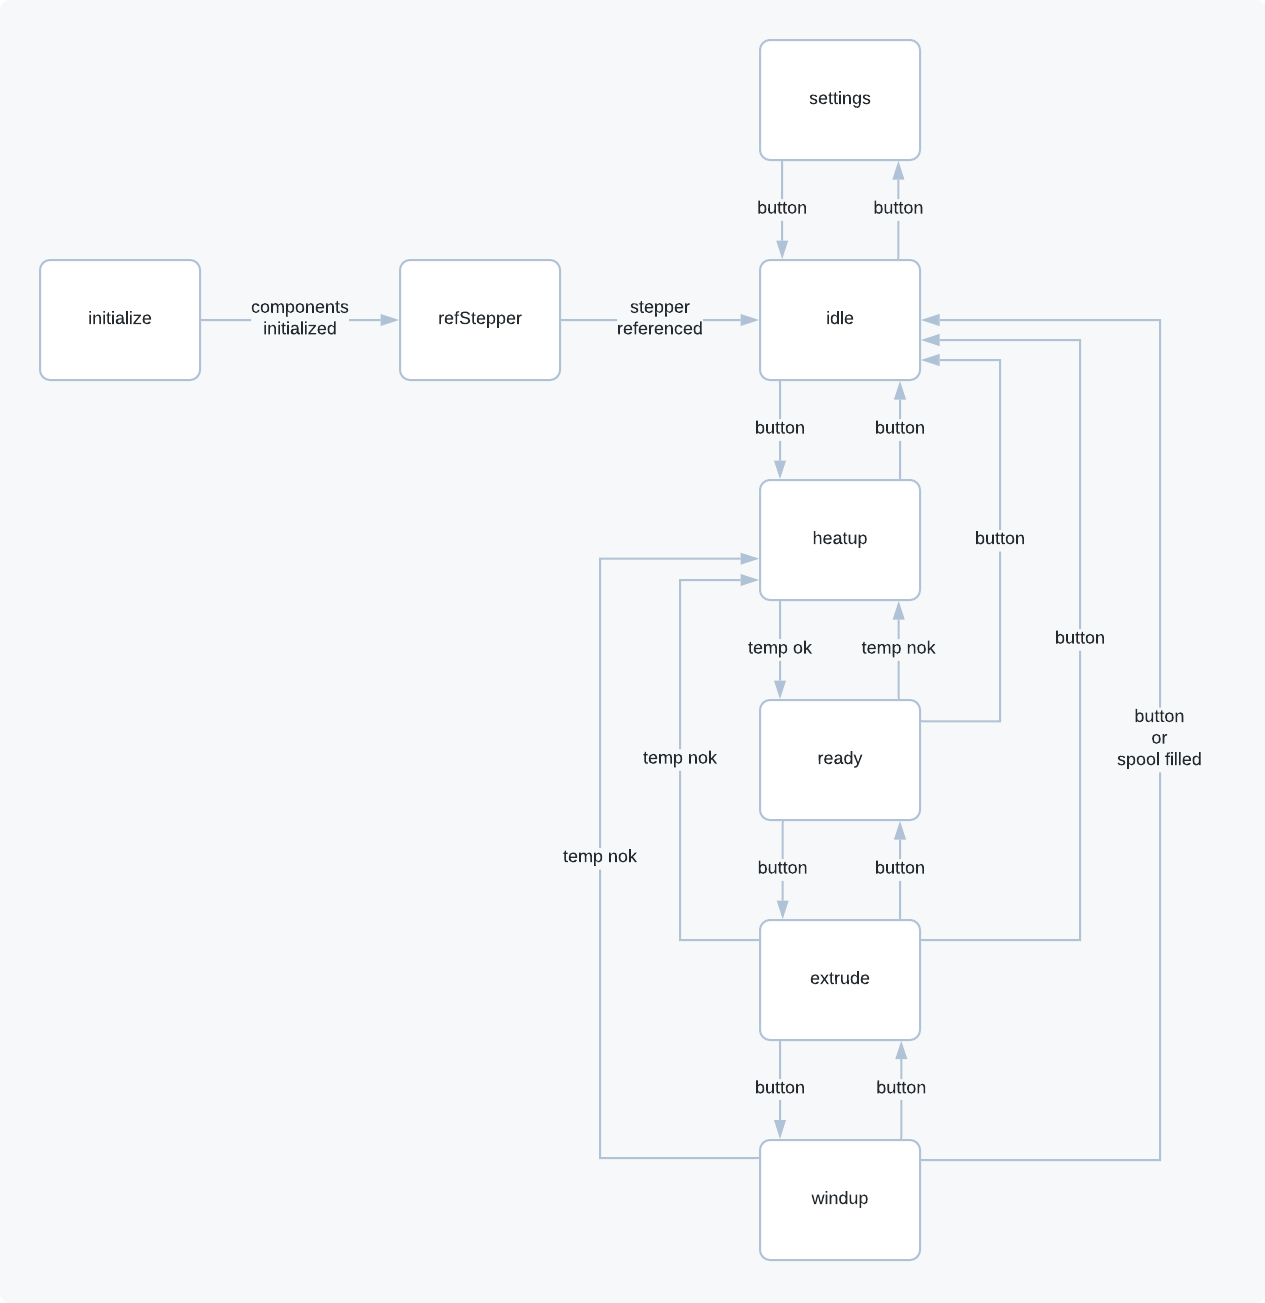 settings
button
button
initialize
components
initialized
refStepper
stepper
referenced
idle
button
button
heatup
button
temp ok
temp nok
button
ready
temp nok
button
or
spool filled
temp nok
button
button
extrude
button
button
windup